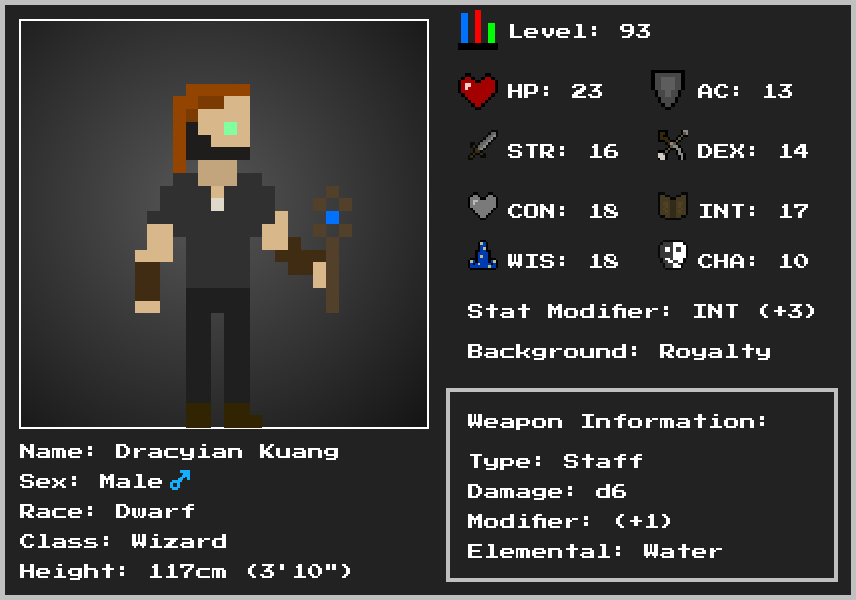 Level: 93
HP: 23
AC: 13
STR: 16
DEX: 14
CON: 18
INT: 17
WIS: 18
CHA: 10
Stat Modifier: INT (+3)
Background: Royalty
Weapon Information:
Type: Staff
Damage: d6
Modifier: (+1)
Elemental: Water
Name: Dracyian Kuang
Sex: Male♂
Race: Dwarf
Class: Wizard
Height: 117cm (3'10")